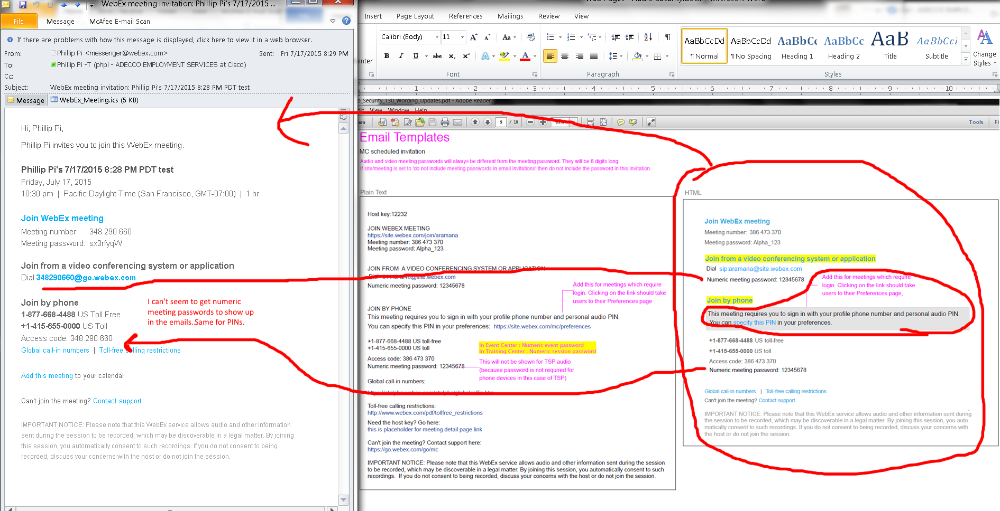 WebEx meeting invitation: Phillip Pi's 7/17/2015 ...
File Message McAfee E-mail Scan
If there are problems with how this message is displayed, click here to view it in a web browser.
From: Phillip Pi <messenger@webex.com> Sent: Fri 7/17/2015 8:29 PM
To: Phillip Pi -T (phpi - ADECCO EMPLOYMENT SERVICES at Cisco)
Cc:
Subject: WebEx meeting invitation: Phillip Pi's 7/17/2015 8:28 PM PDT test
Message WebEx_Meeting.ics (5 KB)
Hi, Phillip Pi,
Phillip Pi invites you to join this WebEx meeting.
Phillip Pi's 7/17/2015 8:28 PM PDT test
Friday, July 17, 2015
10:30 pm | Pacific Daylight Time (San Francisco, GMT-07:00) | 1 hr
Join WebEx meeting
Meeting number: 348 290 660
Meeting password: sx3rfyqW
Join from a video conferencing system or application
Dial 348290660@go.webex.com
Join by phone
1-877-668-4488 US Toll Free
+1-415-655-0000 US Toll
Access code: 348 290 660
Global call-in numbers | Toll-free calling restrictions
I can't seem to get numeric
meeting passwords to show up
in the emails. Same for PINs.
Add this meeting to your calendar.
Can't join the meeting? Contact support.
IMPORTANT NOTICE: Please note that this WebEx service allows audio and other information
sent during the session to be recorded, which may be discoverable in a legal matter. By joining
this session, you automatically consent to such recordings. If you do not consent to being
recorded, discuss your concerns with the host or do not join the session.
Insert Page Layout References Mailings Review View
Calibri (Body) 11
AaBbCcDd AaBbCcDd AaBbCc AaBbCc AaB AaBbCcI
¶ Normal ¶ No Spacing Heading 1 Heading 2 Title Subtitle
Change
Styles
inter
Font Paragraph Styles
1 2 3 4 5 6 7 8 9 10
o_Security_T30_Wording_Updates.pdf - Adobe Reader
dit View Window Help
pen 9 / 10 Tools Fi
Email Templates
MC scheduled invitation
Audio and video meeting passwords will always be different from the meeting password. They will be 8 digits long.
If site/meeting is set to 'do not include meeting passwords in email invitations' then do not include the password in this invitation.
Plain Text
Host key:12232
JOIN WEBEX MEETING
https://site.webex.com/join/aramana
Meeting number: 386 473 370
Meeting password: Alpha_123
JOIN FROM A VIDEO CONFERENCING SYSTEM OR APPLICATION
Dial @site.webex.com
Numeric meeting password: 12345678
Add this for meetings which require
login. Clicking on the link should take
users to their Preferences page
JOIN BY PHONE
This meeting requires you to sign in with your profile phone number and personal audio PIN.
You can specify this PIN in your preferences: https://site.webex.com/mc/preferences
+1-877-668-4488 US toll-free
+1-415-655-0000 US toll
In Event Center : Numeric event password
In Training Center : Numeric session password
Access code: 386 473 370
Numeric meeting password: 12345678
This will not be shown for TSP audio
(because password is not required for
phone devices in this case of TSP)
Global call-in numbers:
Toll-free calling restrictions:
http://www.webex.com/pdf/tollfree_restrictions
Need the host key? Go here:
this is placeholder for meeting detail page link
Can't join the meeting? Contact support here:
https://go.webex.com/go/mc
IMPORTANT NOTICE: Please note that this WebEx service allows audio and other information sent during the session
to be recorded, which may be discoverable in a legal matter. By joining this session, you automatically consent to such
recordings. If you do not consent to being recorded, discuss your concerns with the host or do not join the session.
HTML
Join WebEx meeting
Meeting number: 386 473 370
Meeting password: Alpha_123
Join from a video conferencing system or application
Dial sip:aramana@site.webex.com
Numeric meeting password: 12345678
Add this for meetings which require
login. Clicking on the link should take
users to their Preferences page,
Join by phone
This meeting requires you to sign in with your profile phone number and personal audio PIN.
You can specify this PIN in your preferences.
+1-877-668-4488 US toll-free
+1-415-655-0000 US toll
Access code: 386 473 370
Numeric meeting password: 12345678
Global call-in numbers | Toll-free calling restrictions
Can't join the meeting? Contact support.
IMPORTANT NOTICE: Please note that this WebEx service allows audio and other information sent during
the session to be recorded, which may be discoverable in a legal matter. By joining this session, you auto
matically consent to such recordings. If you do not consent to being recorded, discuss your concerns with
the host or do not join the session.